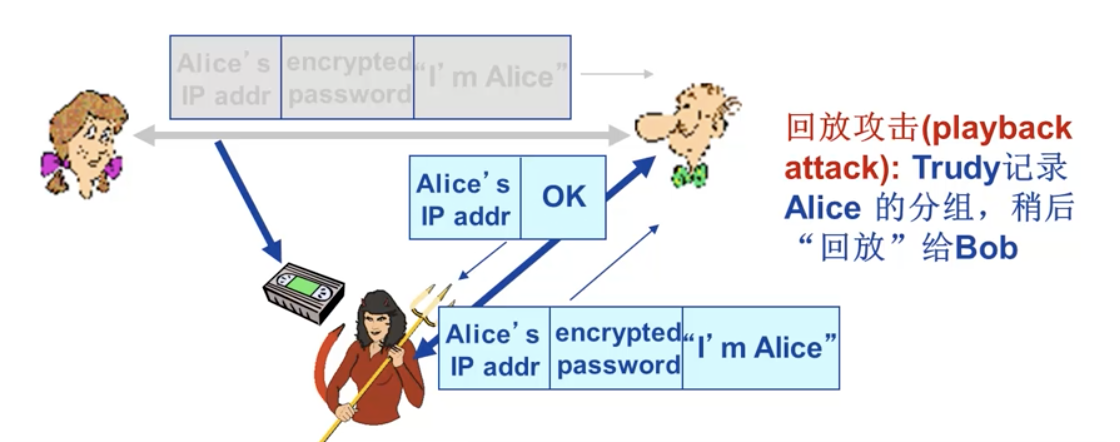 Alice's
IP addr
encrypted
password
“I'm Alice”
Alice's
IP addr
OK
Alice's
IP addr
encrypted
password
“I'm Alice”
回放攻击(playback
attack): Trudy记录
Alice 的分组，稍后
“回放”给Bob